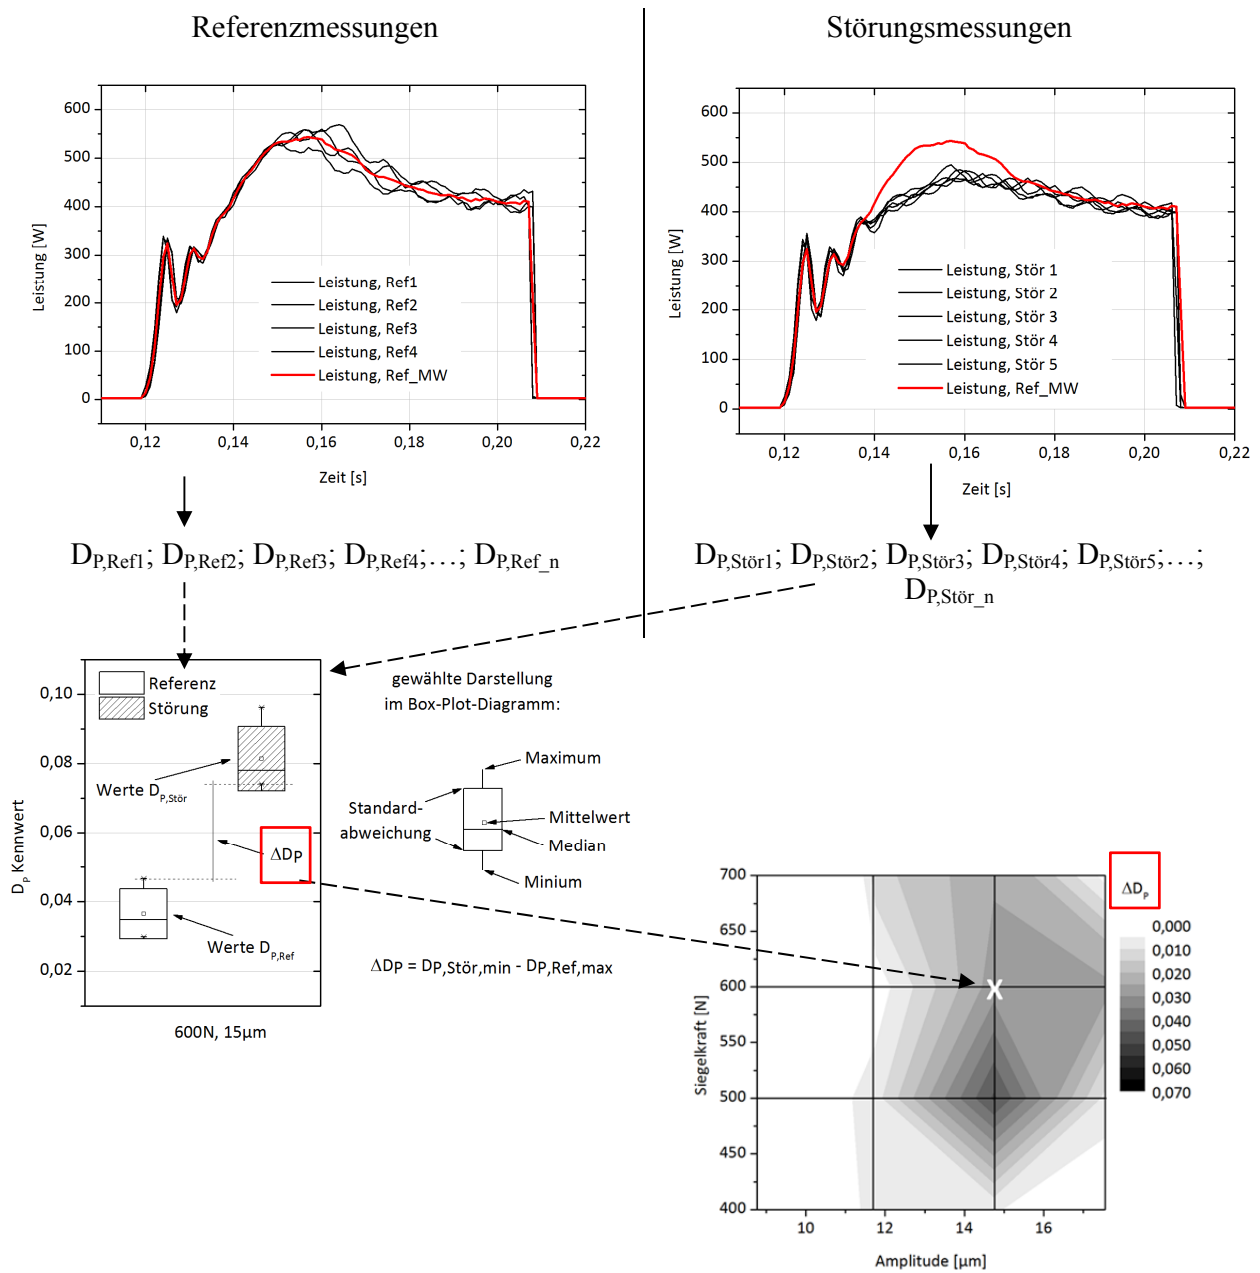 Referenzmessungen
Störungsmessungen
600
500
400
300
200
100
0
Leistung [W]
Leistung, Ref1
Leistung, Ref2
Leistung, Ref3
Leistung, Ref4
Leistung, Ref_MW
0,12
0,14
0,16
0,18
0,20
0,22
Zeit [s]
600
500
400
300
200
100
0
Leistung [W]
Leistung, Stör 1
Leistung, Stör 2
Leistung, Stör 3
Leistung, Stör 4
Leistung, Stör 5
Leistung, Ref_MW
0,12
0,14
0,16
0,18
0,20
0,22
Zeit [s]
DP,Ref1; DP,Ref2; DP,Ref3; DP,Ref4;…; DP,Ref_n
DP,Stör1; DP,Stör2; DP,Stör3; DP,Stör4; DP,Stör5;…;
DP,Stör_n
0,10
0,08
0,06
0,04
0,02
DP Kennwert
Referenz
Störung
Werte DP,Stör
ΔDP
Werte DP,Ref
600N, 15µm
gewählte Darstellung
im Box-Plot-Diagramm:
Maximum
Standard-
abweichung
Mittelwert
Median
Minium
ΔDP = DP,Stör,min - DP,Ref,max
700
650
600
550
500
450
400
Siegelkraft [N]
X
10
12
14
16
Amplitude [µm]
ΔDP
0,000
0,010
0,020
0,030
0,040
0,050
0,060
0,070